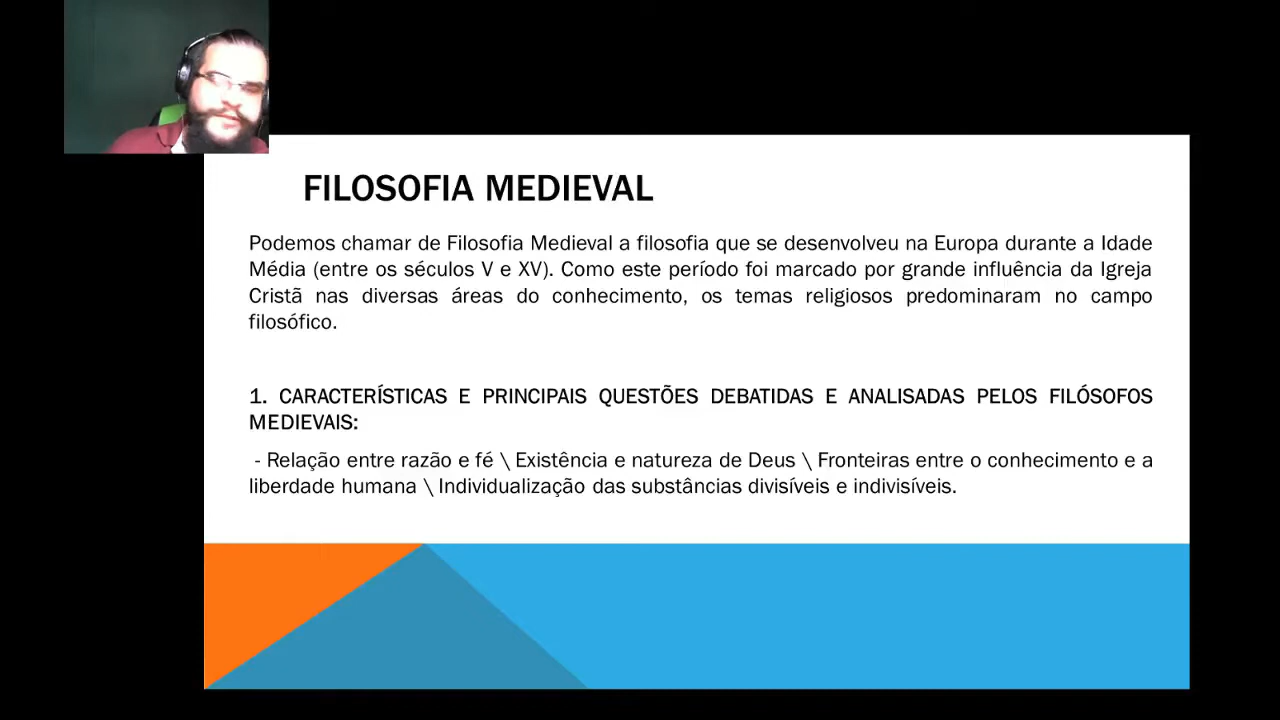 FILOSOFIA MEDIEVAL
Podemos chamar de Filosofia Medieval a filosofia que se desenvolveu na Europa durante a Idade
Média (entre os séculos V e XV). Como este período foi marcado por grande influência da Igreja
Cristã nas diversas áreas do conhecimento, os temas religiosos predominaram no campo
filosófico.
1. CARACTERÍSTICAS E PRINCIPAIS QUESTÕES DEBATIDAS E ANALISADAS PELOS FILÓSOFOS
MEDIEVAIS:
- Relação entre razão e fé \ Existência e natureza de Deus \ Fronteiras entre o conhecimento e a
liberdade humana \ Individualização das substâncias divisíveis e indivisíveis.